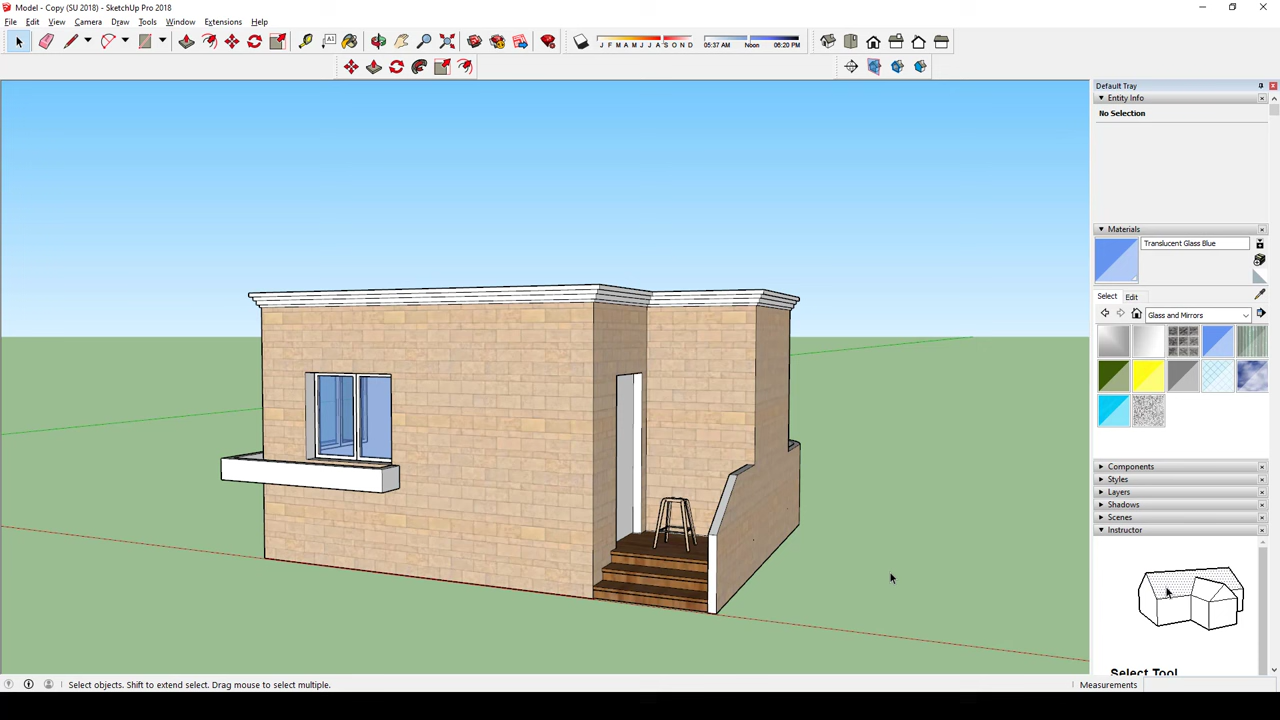 Model - Copy (SU 2018) - SketchUp Pro 2018
File Edit View Camera Draw Tools Window Extensions Help
J F M A M J J A S O N D 05:37 AM Noon 06:20 PM
Default Tray
Entity Info
No Selection
Materials
Translucent Glass Blue
Select Edit
Glass and Mirrors
Components
Styles
Layers
Shadows
Scenes
Instructor
Select Tool
Select objects. Shift to extend select. Drag mouse to select multiple.
Measurements